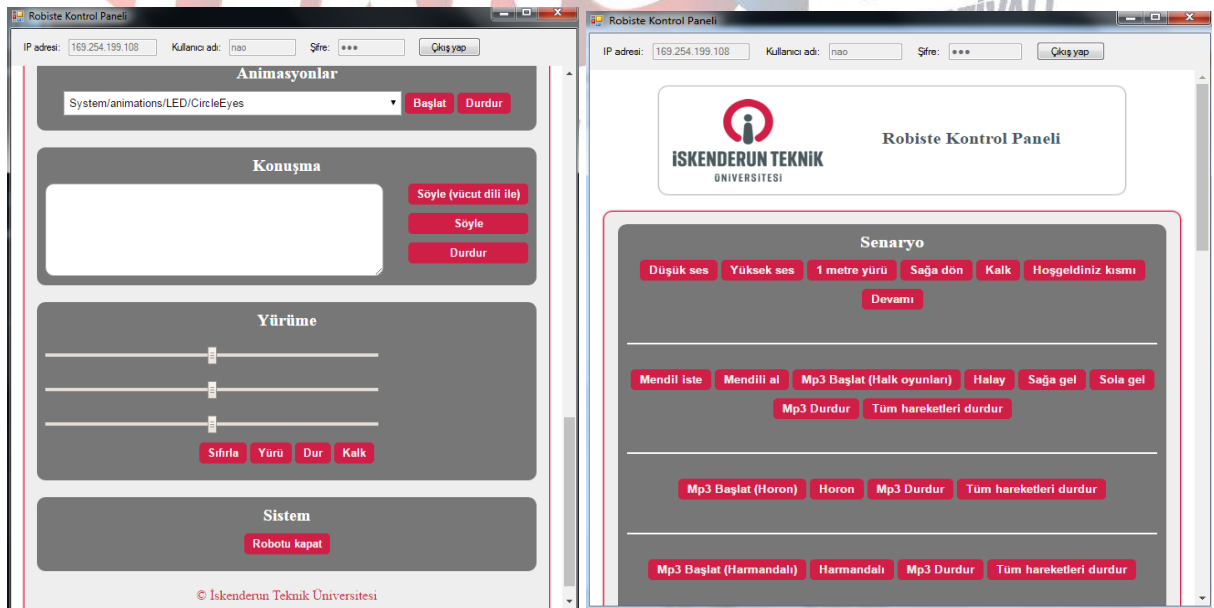 Robiste Kontrol Paneli
IP adresi: 169.254.199.108 Kullanıcı adı: nao Şifre: ●●● Çıkış yap
Animasyonlar
System/animations/LED/CircleEyes Başlat Durdur
Konuşma
Söyle (vücut dili ile)
Söyle
Durdur
Yürüme
Sıfırla Yürü Dur Kalk
Sistem
Robotu kapat
© İskenderun Teknik Üniversitesi
Robiste Kontrol Paneli
IP adresi: 169.254.199.108 Kullanıcı adı: nao Şifre: ●●● Çıkış yap
İSKENDERUN TEKNİK
ÜNİVERSİTESİ
Robiste Kontrol Paneli
Senaryo
Düşük ses Yüksek ses 1 metre yürü Sağa dön Kalk Hoşgeldiniz kısmı
Devamı
Mendil iste Mendili al Mp3 Başlat (Halk oyunları) Halay Sağa gel Sola gel
Mp3 Durdur Tüm hareketleri durdur
Mp3 Başlat (Horon) Horon Mp3 Durdur Tüm hareketleri durdur
Mp3 Başlat (Harmandalı) Harmandalı Mp3 Durdur Tüm hareketleri durdur